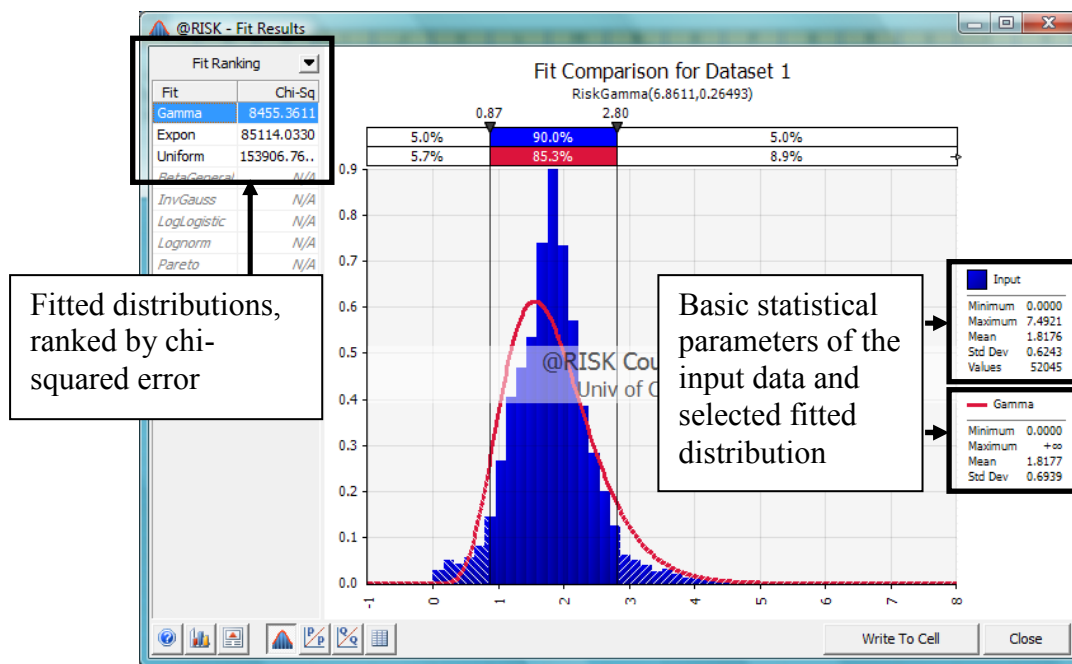 @RISK - Fit Results
Fit Ranking
Fit Chi-Sq
Gamma 8455.3611
Expon 85114.0330
Uniform 153906.76..
BetaGeneral N/A
InvGauss N/A
LogLogistic N/A
Lognorm N/A
Pareto N/A
Fitted distributions,
ranked by chi-
squared error
Fit Comparison for Dataset 1
RiskGamma(6.8611,0.26493)
0.87 2.80
5.0% 90.0% 5.0%
5.7% 85.3% 8.9%
0.9
0.8
0.7
0.6
0.5
0.4
0.3
0.2
0.1
0.0
-1 0 1 2 3 4 5 6 7 8
@RISK Cou
Univ of
Basic statistical
parameters of the
input data and
selected fitted
distribution
Input
Minimum 0.0000
Maximum 7.4921
Mean 1.8176
Std Dev 0.6243
Values 52045
Gamma
Minimum 0.0000
Maximum +∞
Mean 1.8177
Std Dev 0.6939
Write To Cell
Close